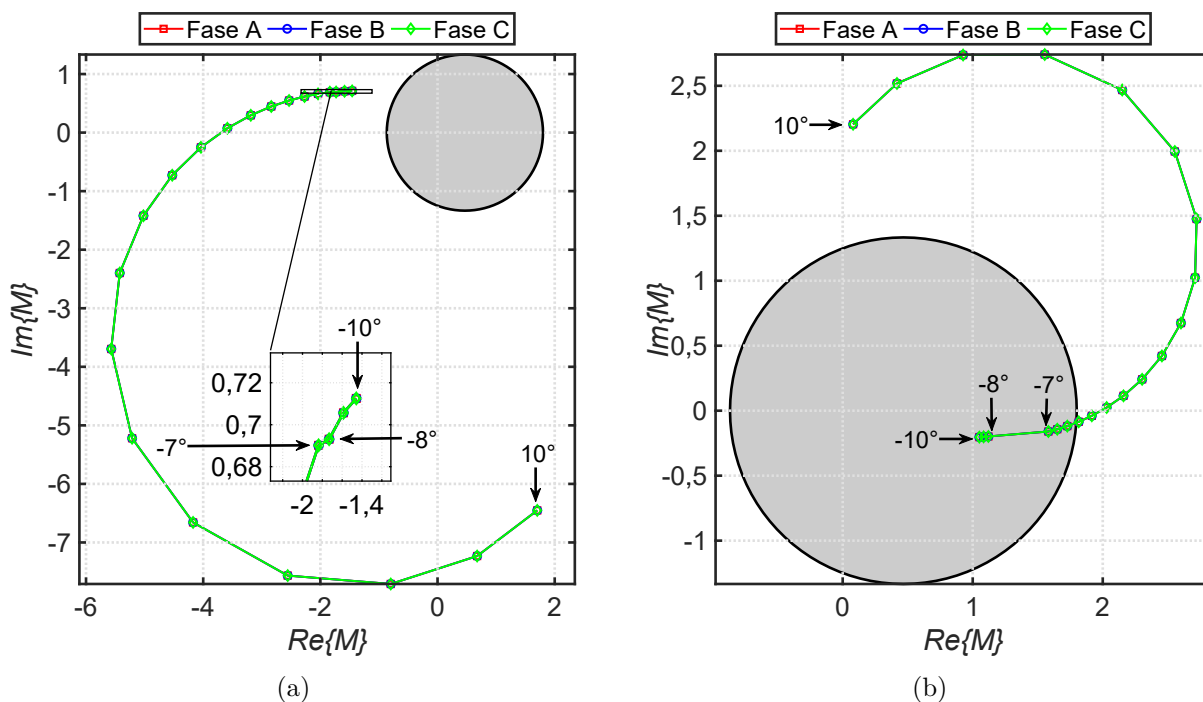 Fase A Fase B Fase C
1
0
-1
-2
-3
-4
-5
-6
-7
Im{M}
-6 -4 -2 0 2
Re{M}
-10°
0,72
0,7
0,68
-7°
-8°
-2 -1,4
10°
(a)
Fase A Fase B Fase C
2,5
2
1,5
1
0,5
0
-0,5
-1
Im{M}
0 1 2
Re{M}
10°
-8°
-7°
-10°
(b)